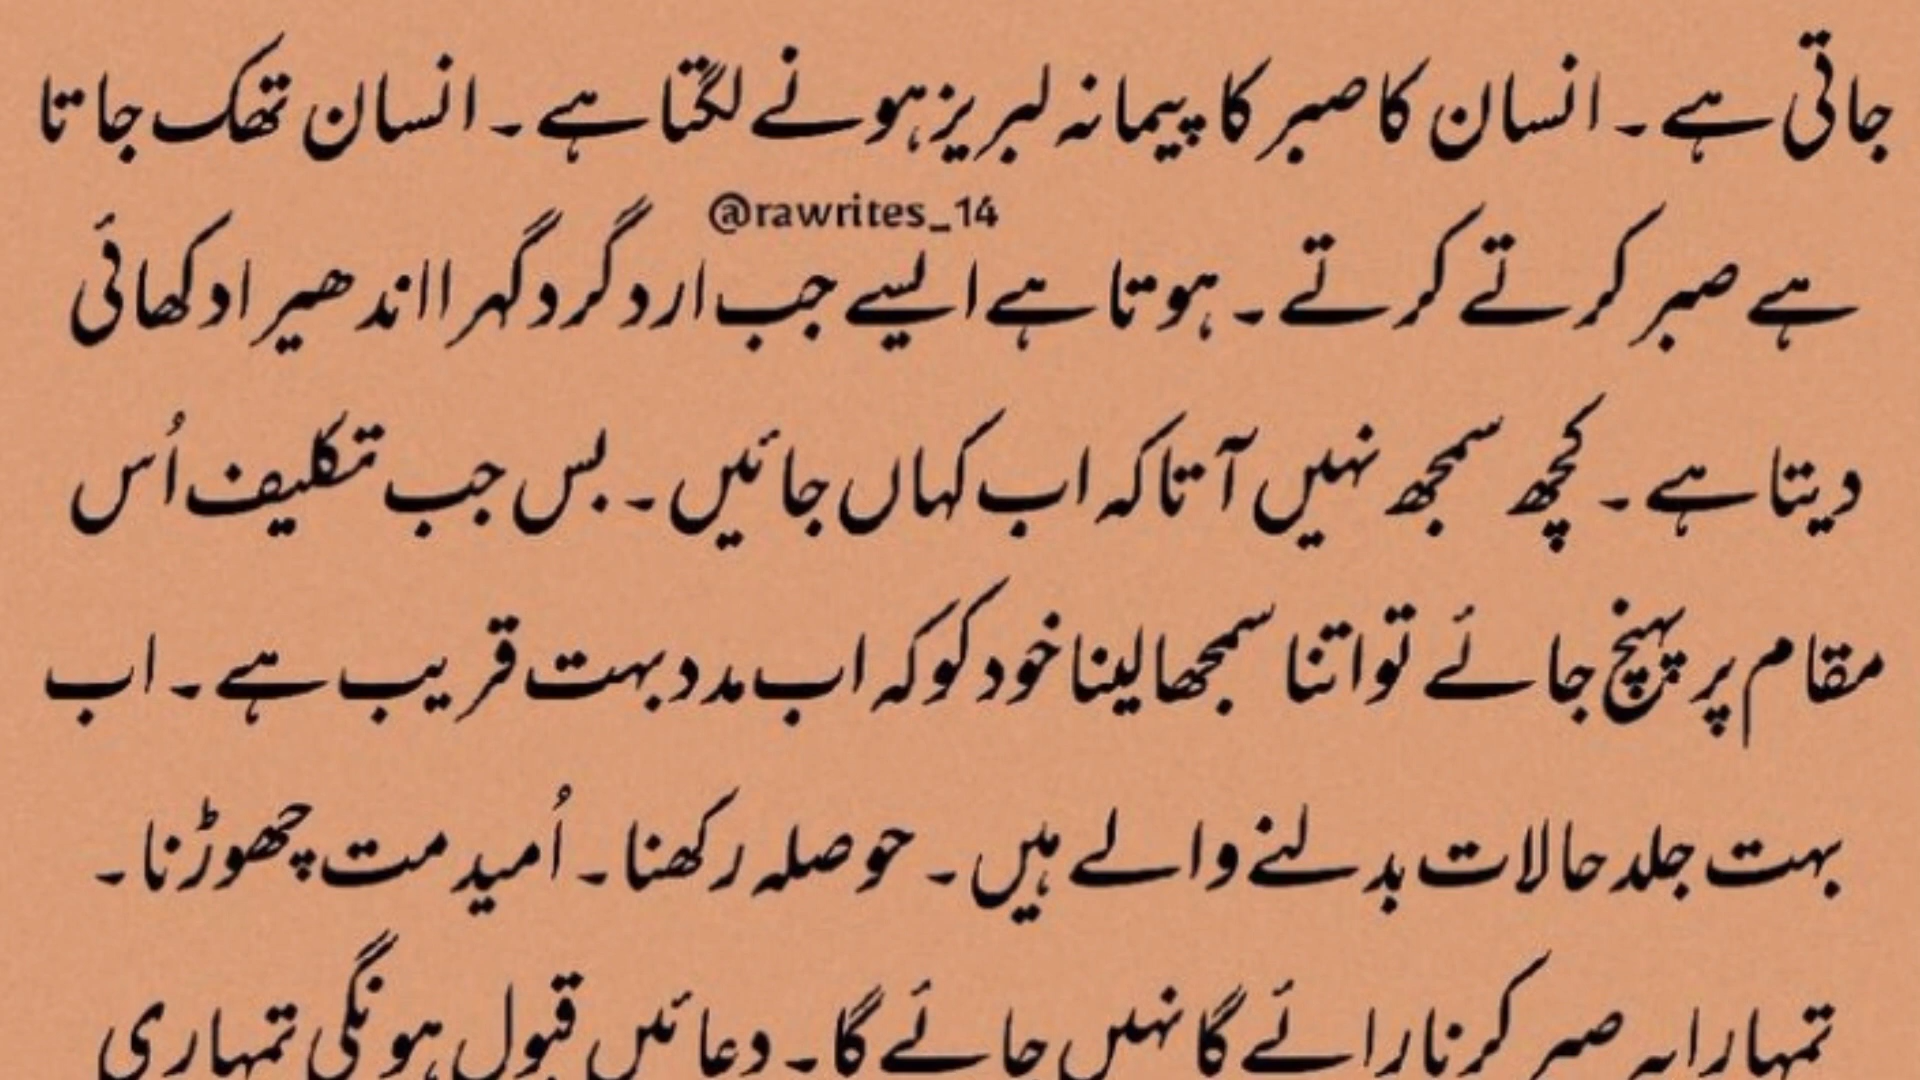 جاتی ہے۔ انسان کا صبر کا پیمانہ لبریز ہونے لگتا ہے۔ انسان تھک جاتا
@rawrites_14
ہے صبر کرتے کرتے۔ ہوتا ہے ایسے جب ارد گرد گہرا اندھیرا دکھائی
دیتا ہے۔ کچھ سمجھ نہیں آتا کہ اب کہاں جائیں۔ بس جب تکلیف اُس
مقام پر پہنچ جائے تو اتنا سمجھا لینا خود کو کہ اب مدد بہت قریب ہے۔ اب
بہت جلد حالات بدلنے والے ہیں۔ حوصلہ رکھنا۔ اُمید مت چھوڑنا۔
تمہارا یہ صبر کرنا رائے گا نہیں جائے گا۔ دعائیں قبول ہونگی تمہاری